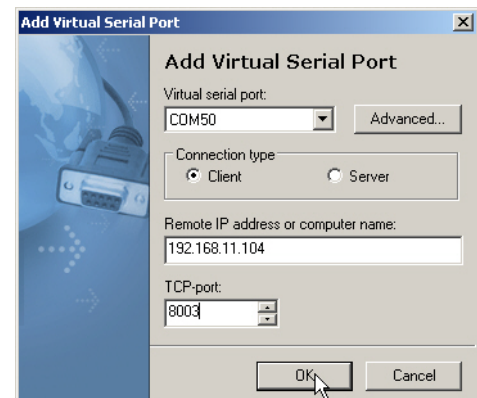 Add Virtual Serial Port
Add Virtual Serial Port
Virtual serial port:
COM50
Advanced...
Connection type
Client Server
Remote IP address or computer name:
192.168.11.104
TCP-port:
8003
OK Cancel